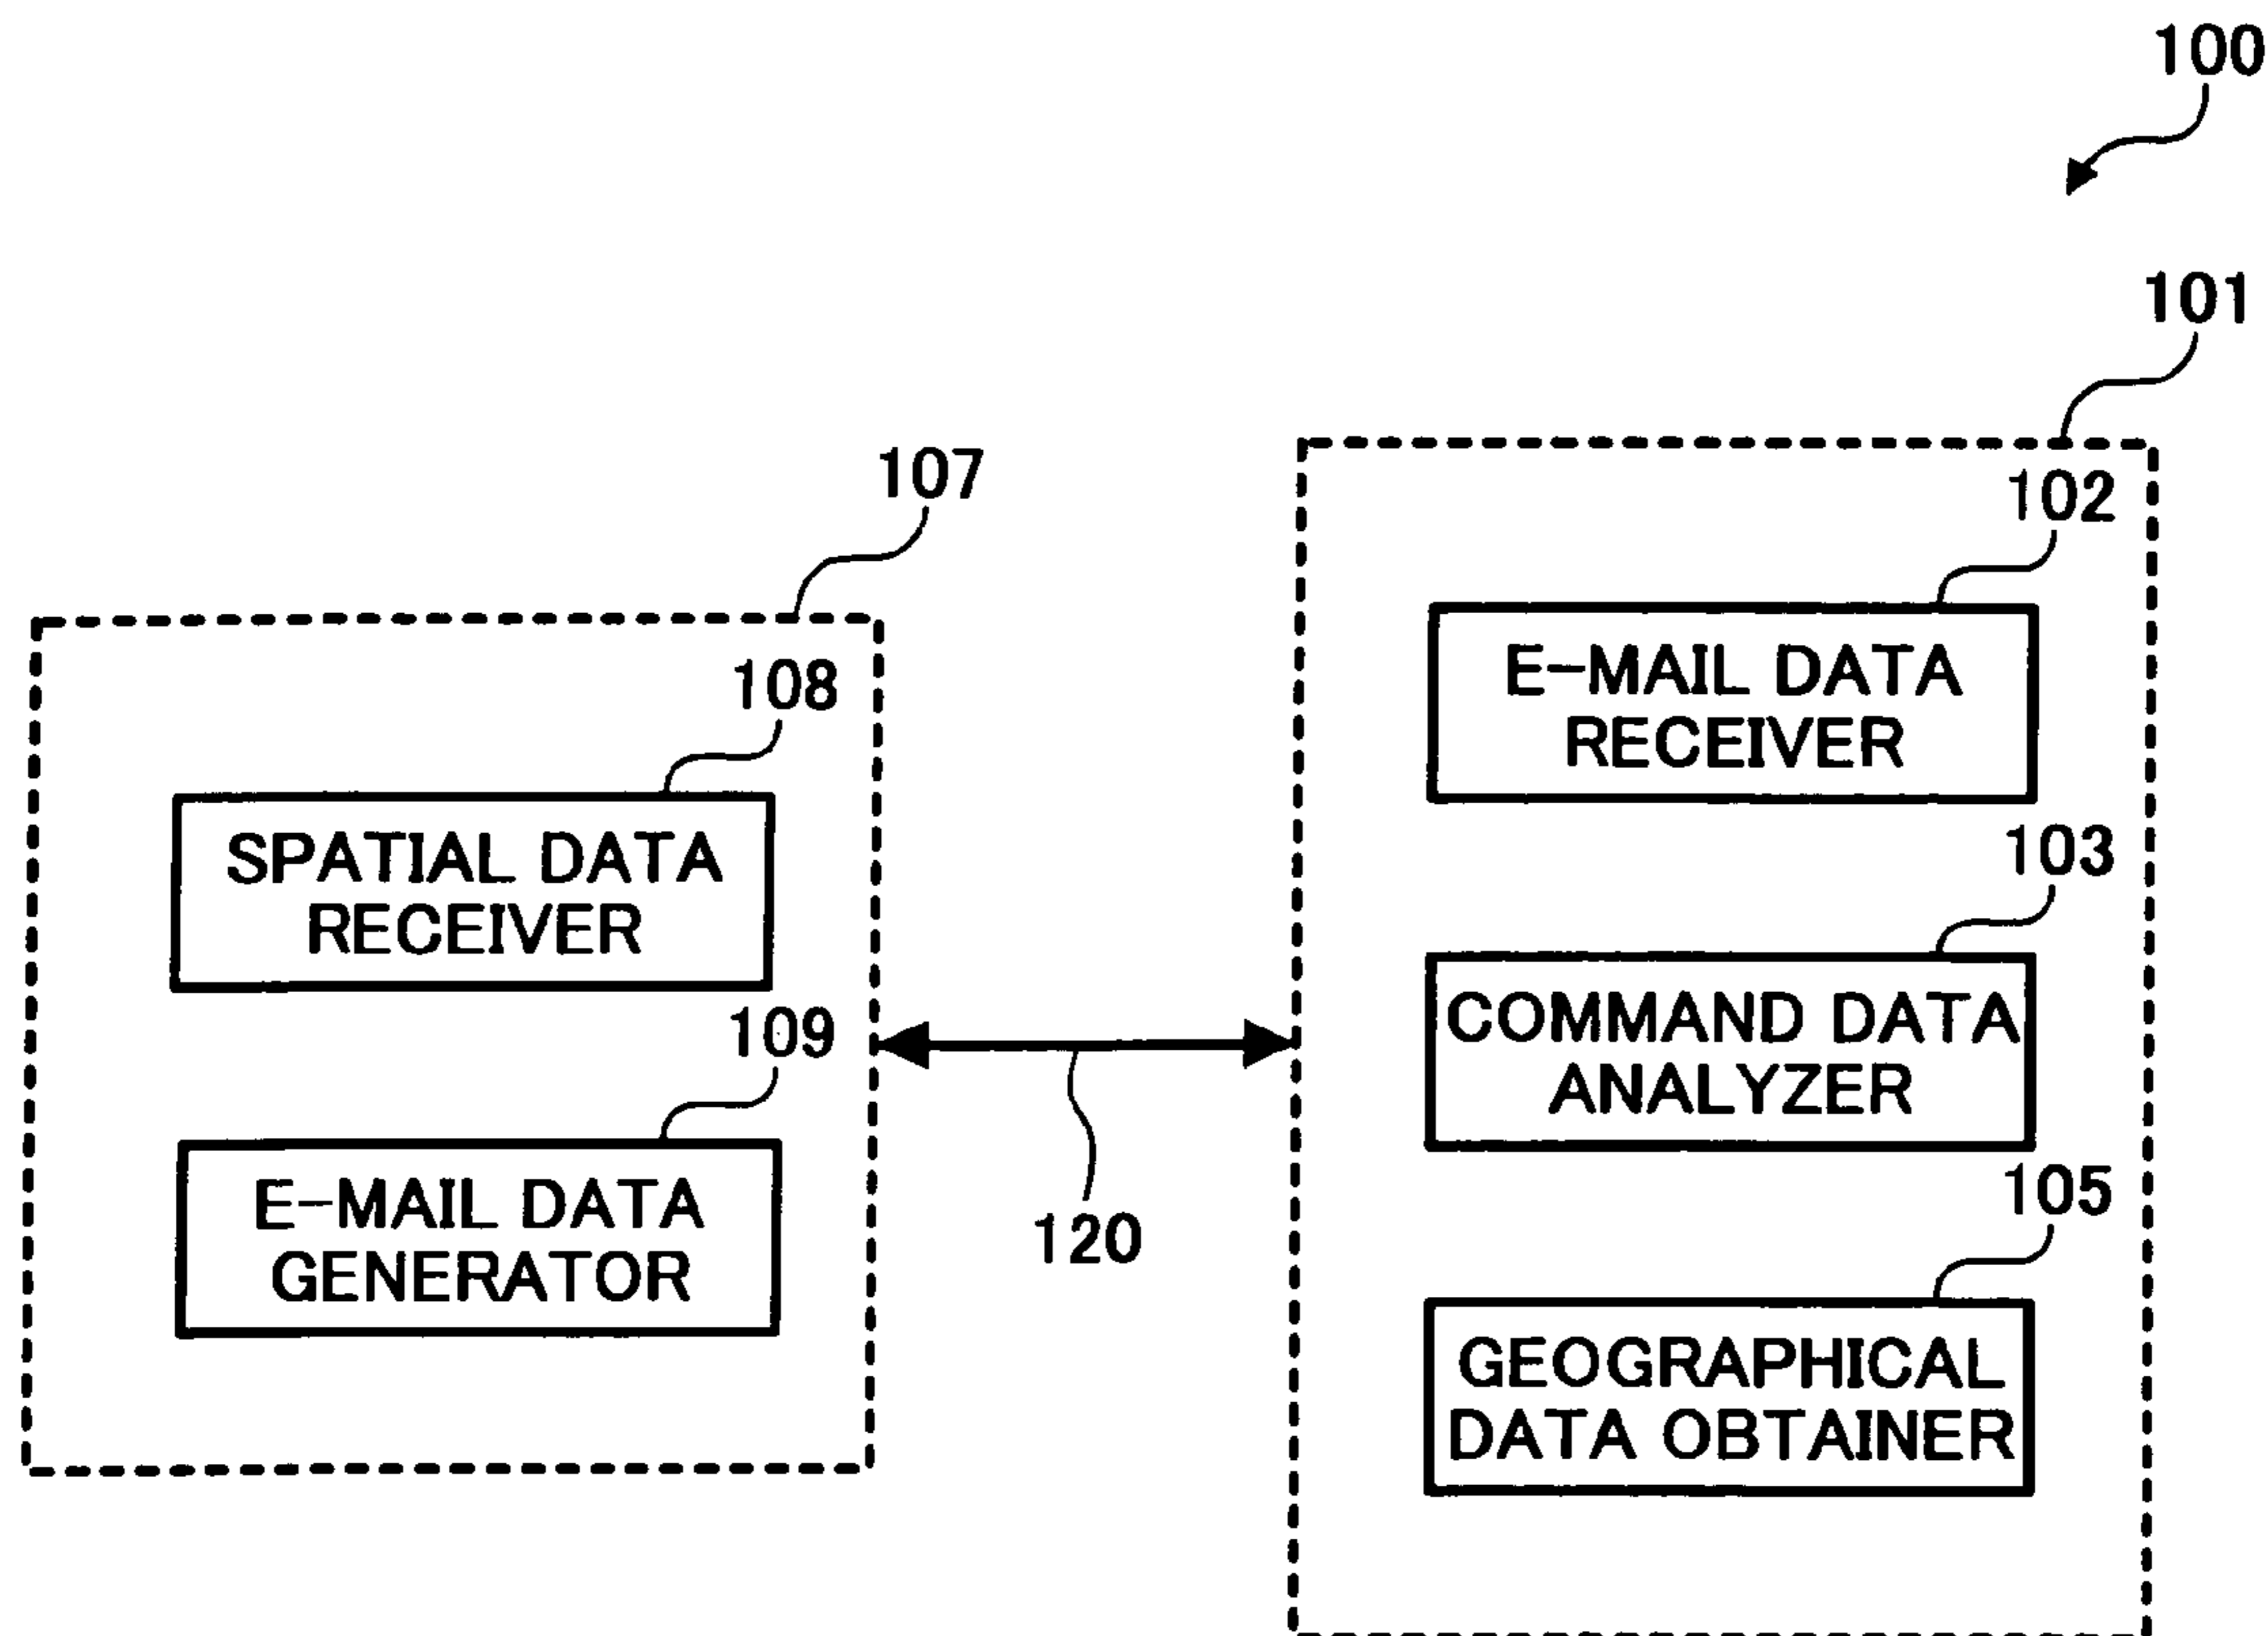 100
101
107
102
E-MAIL DATA
RECEIVER
108
SPATIAL DATA
RECEIVER
103
COMMAND DATA
ANALYZER
109
E-MAIL DATA
GENERATOR
120
105
GEOGRAPHICAL
DATA OBTAINER